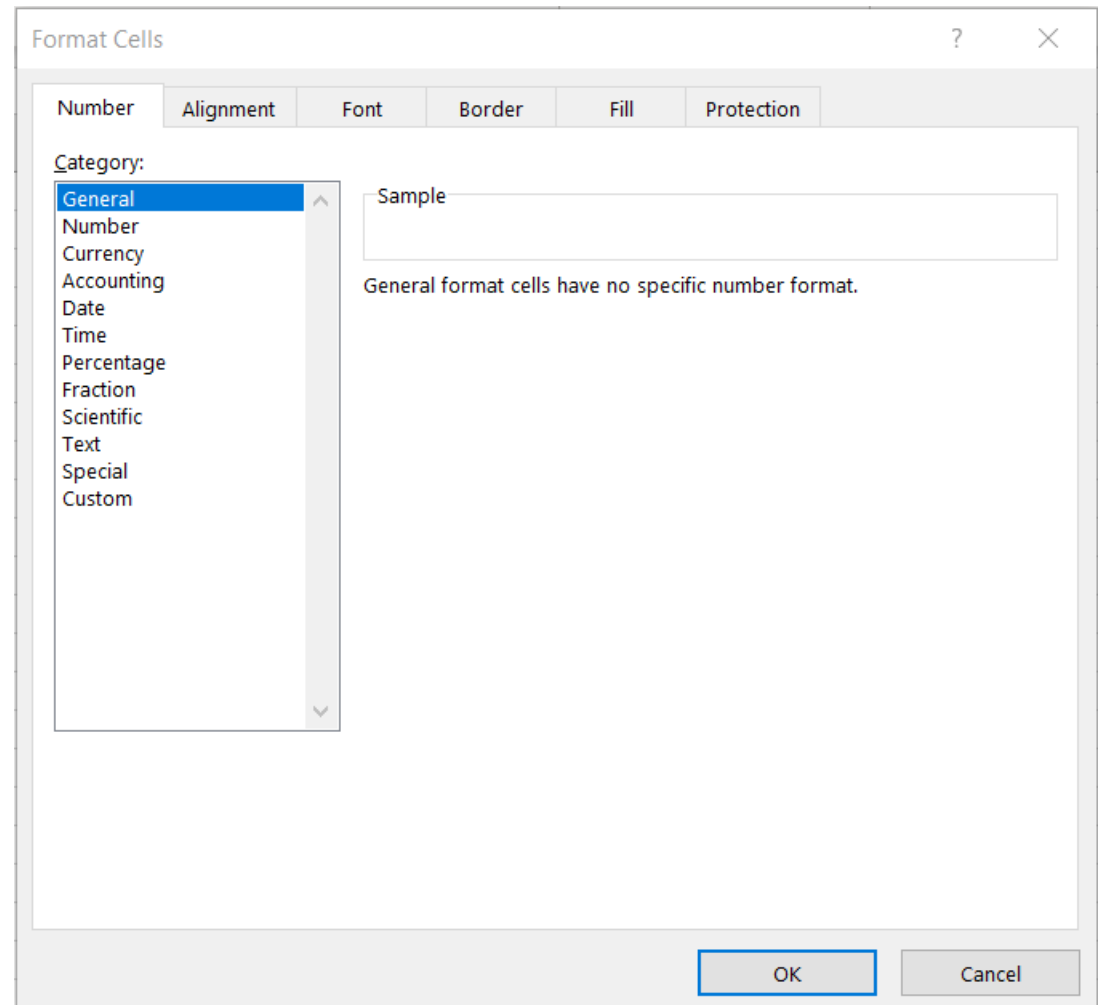 Format Cells ? ×
Number Alignment Font Border Fill Protection
Category:
General
Number
Currency
Accounting
Date
Time
Percentage
Fraction
Scientific
Text
Special
Custom
Sample
General format cells have no specific number format.
OK Cancel